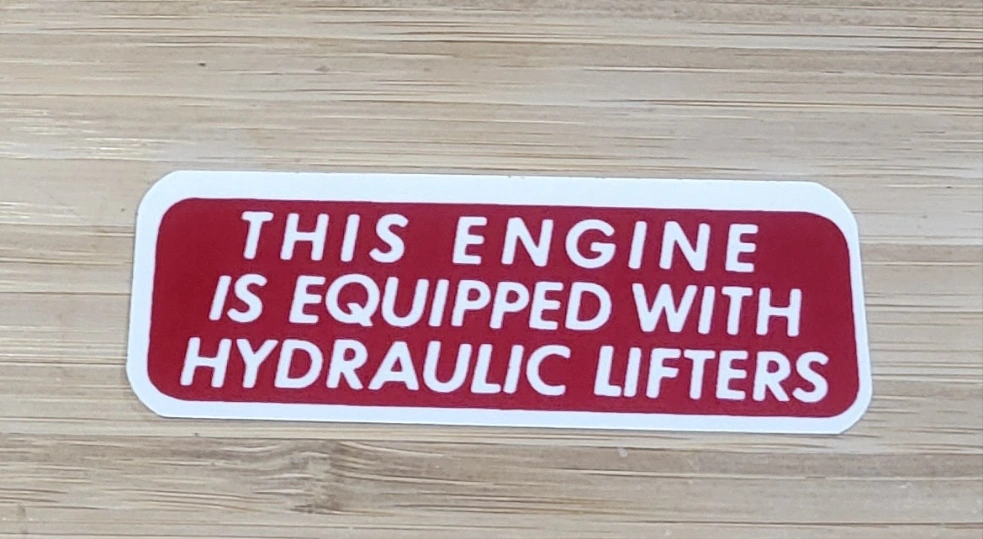 THIS ENGINE
IS EQUIPPED WITH
HYDRAULIC LIFTERS